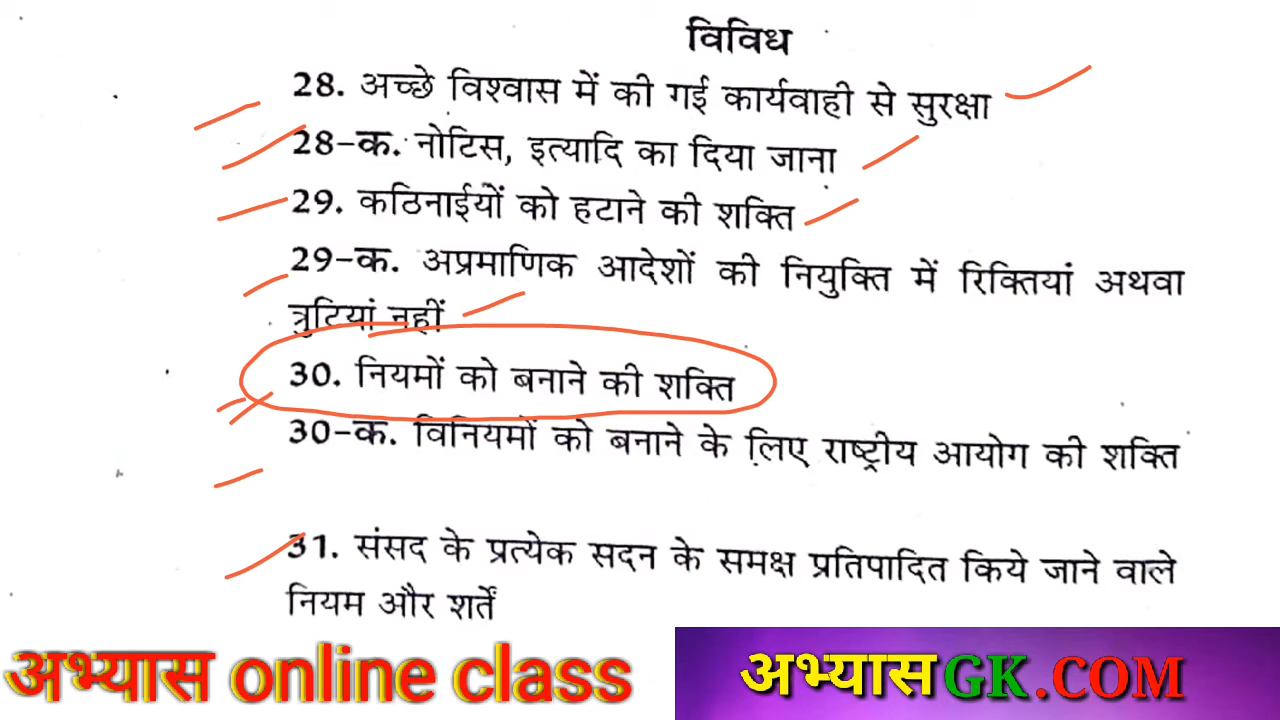 विविध
28. अच्छे विश्वास में की गई कार्यवाही से सुरक्षा
28-क. नोटिस, इत्यादि का दिया जाना
29. कठिनाईयों को हटाने की शक्ति
29-क. अप्रमाणिक आदेशों की नियुक्ति में रिक्तियां अथवा
त्रुटियां नहीं
30. नियमों को बनाने की शक्ति
30-क. विनियमों को बनाने के लिए राष्ट्रीय आयोग की शक्ति
31. संसद के प्रत्येक सदन के समक्ष प्रतिपादित किये जाने वाले
नियम और शर्तें
अभ्यास online class
अभ्यासGK.COM